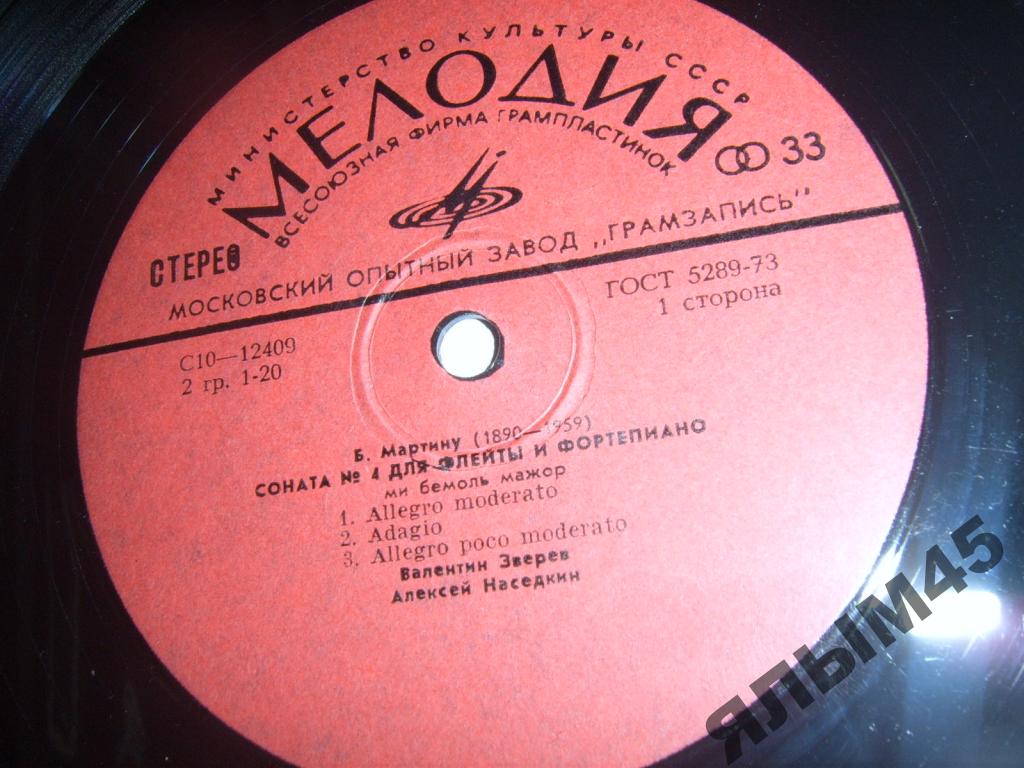 МИНИСТЕРСТВО КУЛЬТУРЫ СССР
МЕЛОДИЯ
ВСЕСОЮЗНАЯ ФИРМА ГРАМПЛАСТИНОК
33
СТЕРЕО
МОСКОВСКИЙ ОПЫТНЫЙ ЗАВОД „ГРАМЗАПИСЬ"
ГОСТ 5289-73
1 сторона
С10—12409
2 гр. 1-20
Б. Мартину (1890—1959)
СОНАТА № 4 ДЛЯ ФЛЕЙТЫ И ФОРТЕПИАНО
ми бемоль мажор
1. Allegro moderato
2. Adagio
3. Allegro poco moderato
Валентин Зверев
Алексей Наседкин
ЯЛЫМ45